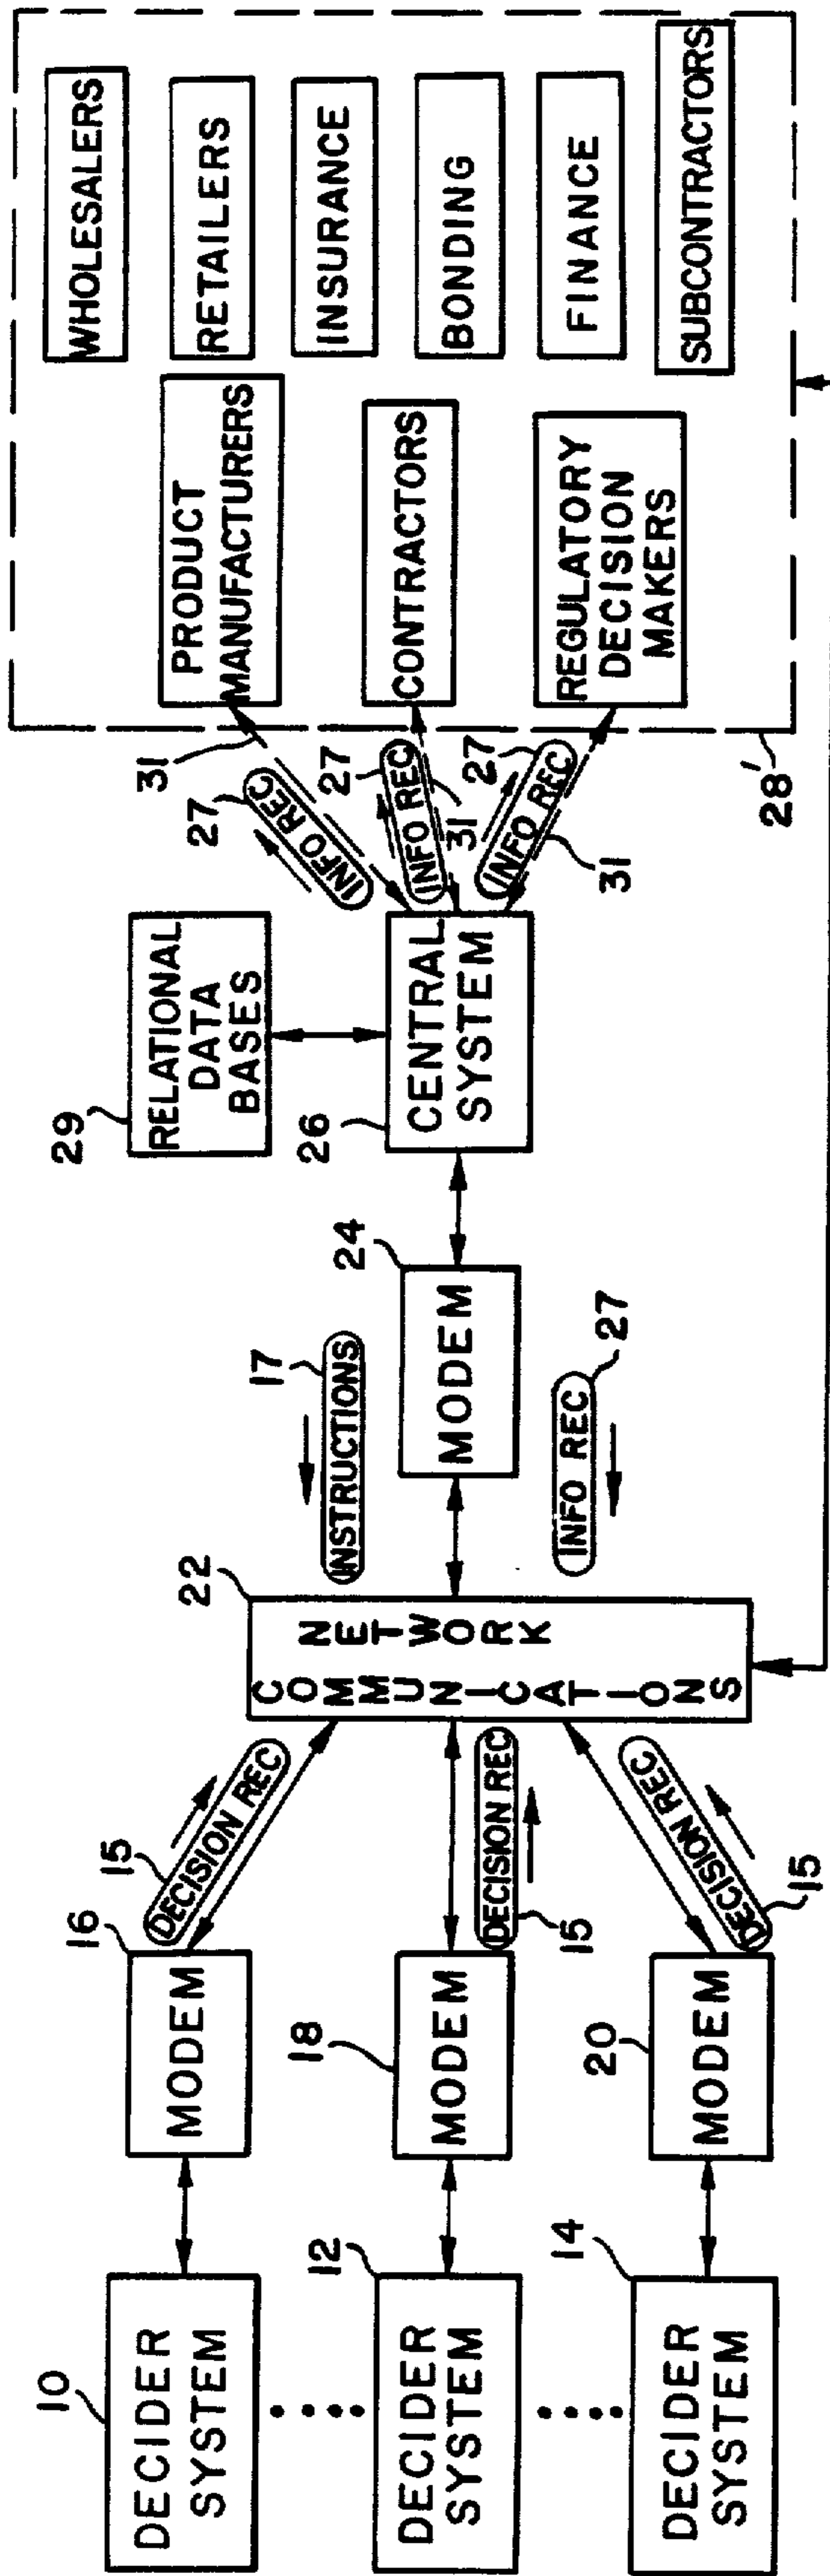 10
DECIDER
SYSTEM
12
DECIDER
SYSTEM
14
DECIDER
SYSTEM
16
MODEM
18
MODEM
20
MODEM
15
DECISION REC
DECISION REC
15
DECISION REC
15
22
COMMUNICATIONS
NETWORK
17
INSTRUCTIONS
INFO REC
27
24
MODEM
29
RELATIONAL
DATA
BASES
26
CENTRAL
SYSTEM
27
INFO REC
31
27
INFO REC
31
27
INFO REC
31
28'
PRODUCT
MANUFACTURERS
CONTRACTORS
REGULATORY
DECISION
MAKERS
WHOLESALERS
RETAILERS
INSURANCE
BONDING
FINANCE
SUBCONTRACTORS